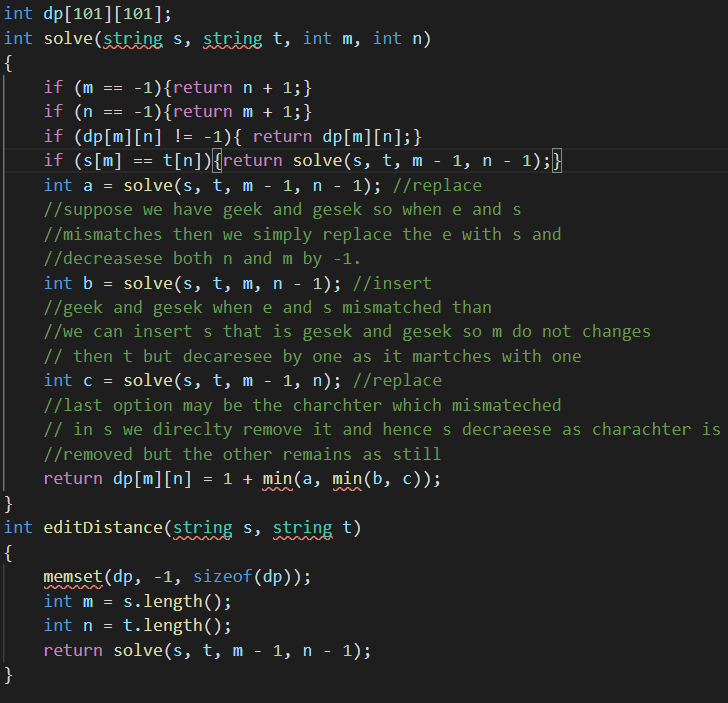 int dp[101][101];
int solve(string s, string t, int m, int n)
{
    if (m == -1){return n + 1;}
    if (n == -1){return m + 1;}
    if (dp[m][n] != -1){ return dp[m][n];}
    if (s[m] == t[n]){return solve(s, t, m - 1, n - 1);}
    int a = solve(s, t, m - 1, n - 1); //replace
    //suppose we have geek and gesek so when e and s
    //mismatches then we simply replace the e with s and
    //decreasese both n and m by -1.
    int b = solve(s, t, m, n - 1); //insert
    //geek and gesek when e and s mismatched than
    //we can insert s that is gesek and gesek so m do not changes
    // then t but decaresee by one as it martches with one
    int c = solve(s, t, m - 1, n); //replace
    //last option may be the charchter which mismateched
    // in s we direclty remove it and hence s decraeese as charachter is
    //removed but the other remains as still
    return dp[m][n] = 1 + min(a, min(b, c));
}
int editDistance(string s, string t)
{
    memset(dp, -1, sizeof(dp));
    int m = s.length();
    int n = t.length();
    return solve(s, t, m - 1, n - 1);
}